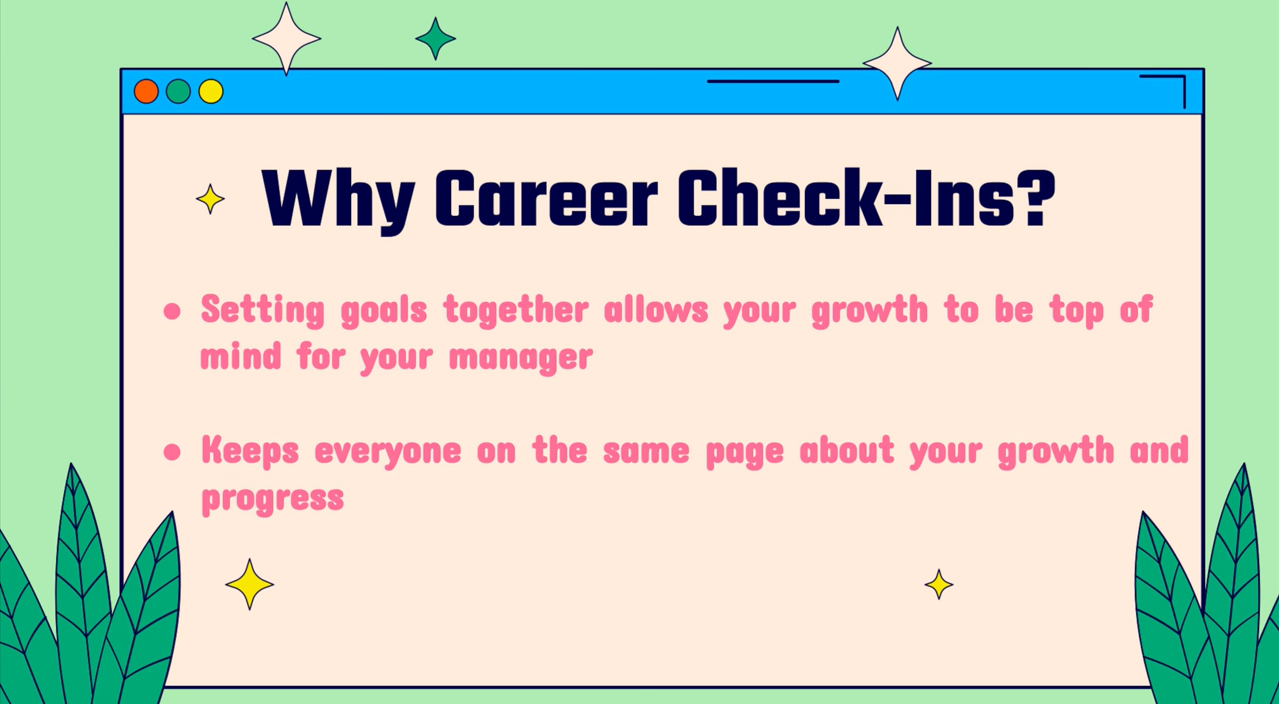 Why Career Check-Ins?
● Setting goals together allows your growth to be top of
mind for your manager
● Keeps everyone on the same page about your growth and
progress